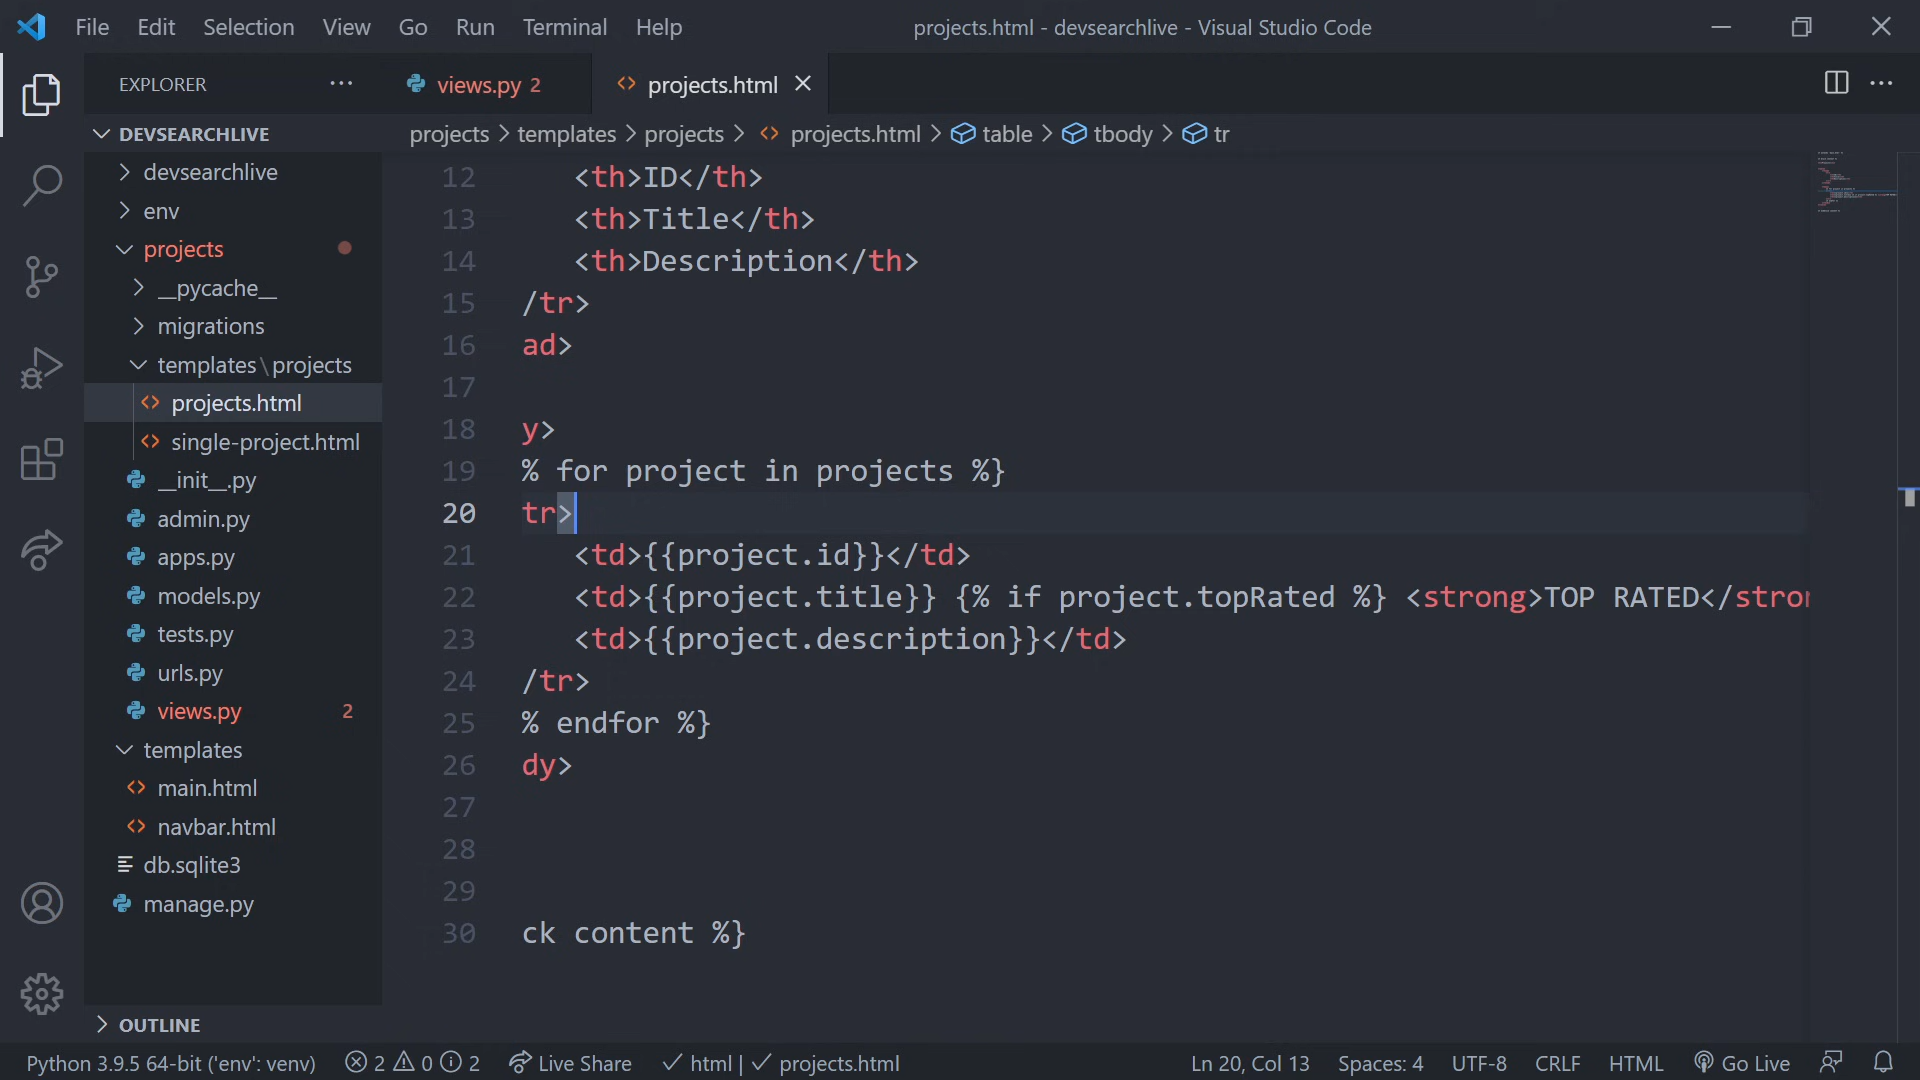 File Edit Selection View Go Run Terminal Help
projects.html - devsearchlive - Visual Studio Code
EXPLORER
views.py 2
projects.html
DEVSEARCHLIVE
projects > templates > projects > projects.html > table > tbody > tr
devsearchlive
env
projects
__pycache__
migrations
templates\projects
projects.html
single-project.html
__init__.py
admin.py
apps.py
models.py
tests.py
urls.py
views.py 2
templates
main.html
navbar.html
db.sqlite3
manage.py
OUTLINE
12 <th>ID</th>
13 <th>Title</th>
14 <th>Description</th>
15 /tr>
16 ad>
17
18 y>
19 % for project in projects %}
20 tr>
21 <td>{{project.id}}</td>
22 <td>{{project.title}} {% if project.topRated %} <strong>TOP RATED</stron
23 <td>{{project.description}}</td>
24 /tr>
25 % endfor %}
26 dy>
27
28
29
30 ck content %}
Python 3.9.5 64-bit ('env': venv) 2 0 2 Live Share html | projects.html Ln 20, Col 13 Spaces: 4 UTF-8 CRLF HTML Go Live